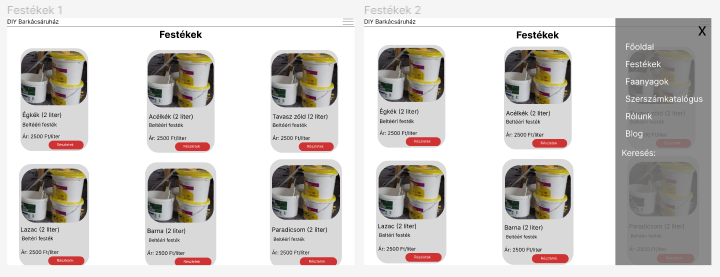 Festékek 1
DIY Barkácsáruház
Festékek
Égkék (2 liter)
Beltéri festék
Ár: 2500 Ft/liter
Részletek
Acélkék (2 liter)
Beltéri festék
Ár: 2500 Ft/liter
Részletek
Tavasz zöld (2 liter)
Beltéri festék
Ár: 2500 Ft/liter
Részletek
Lazac (2 liter)
Beltéri festék
Ár: 2500 Ft/liter
Részletek
Barna (2 liter)
Beltéri festék
Ár: 2500 Ft/liter
Részletek
Paradicsom (2 liter)
Beltéri festék
Ár: 2500 Ft/liter
Részletek
Festékek 2
DIY Barkácsáruház
Festékek
Égkék (2 liter)
Beltéri festék
Ár: 2500 Ft/liter
Részletek
Acélkék (2 liter)
Beltéri festék
Ár: 2500 Ft/liter
Részletek
Lazac (2 liter)
Beltéri festék
Ár: 2500 Ft/liter
Részletek
Barna (2 liter)
Beltéri festék
Ár: 2500 Ft/liter
Részletek
Paradicsom (2 liter)
X
Főoldal
Festékek
Faanyagok
Szerszámkatalógus
Rólunk
Blog
Keresés: